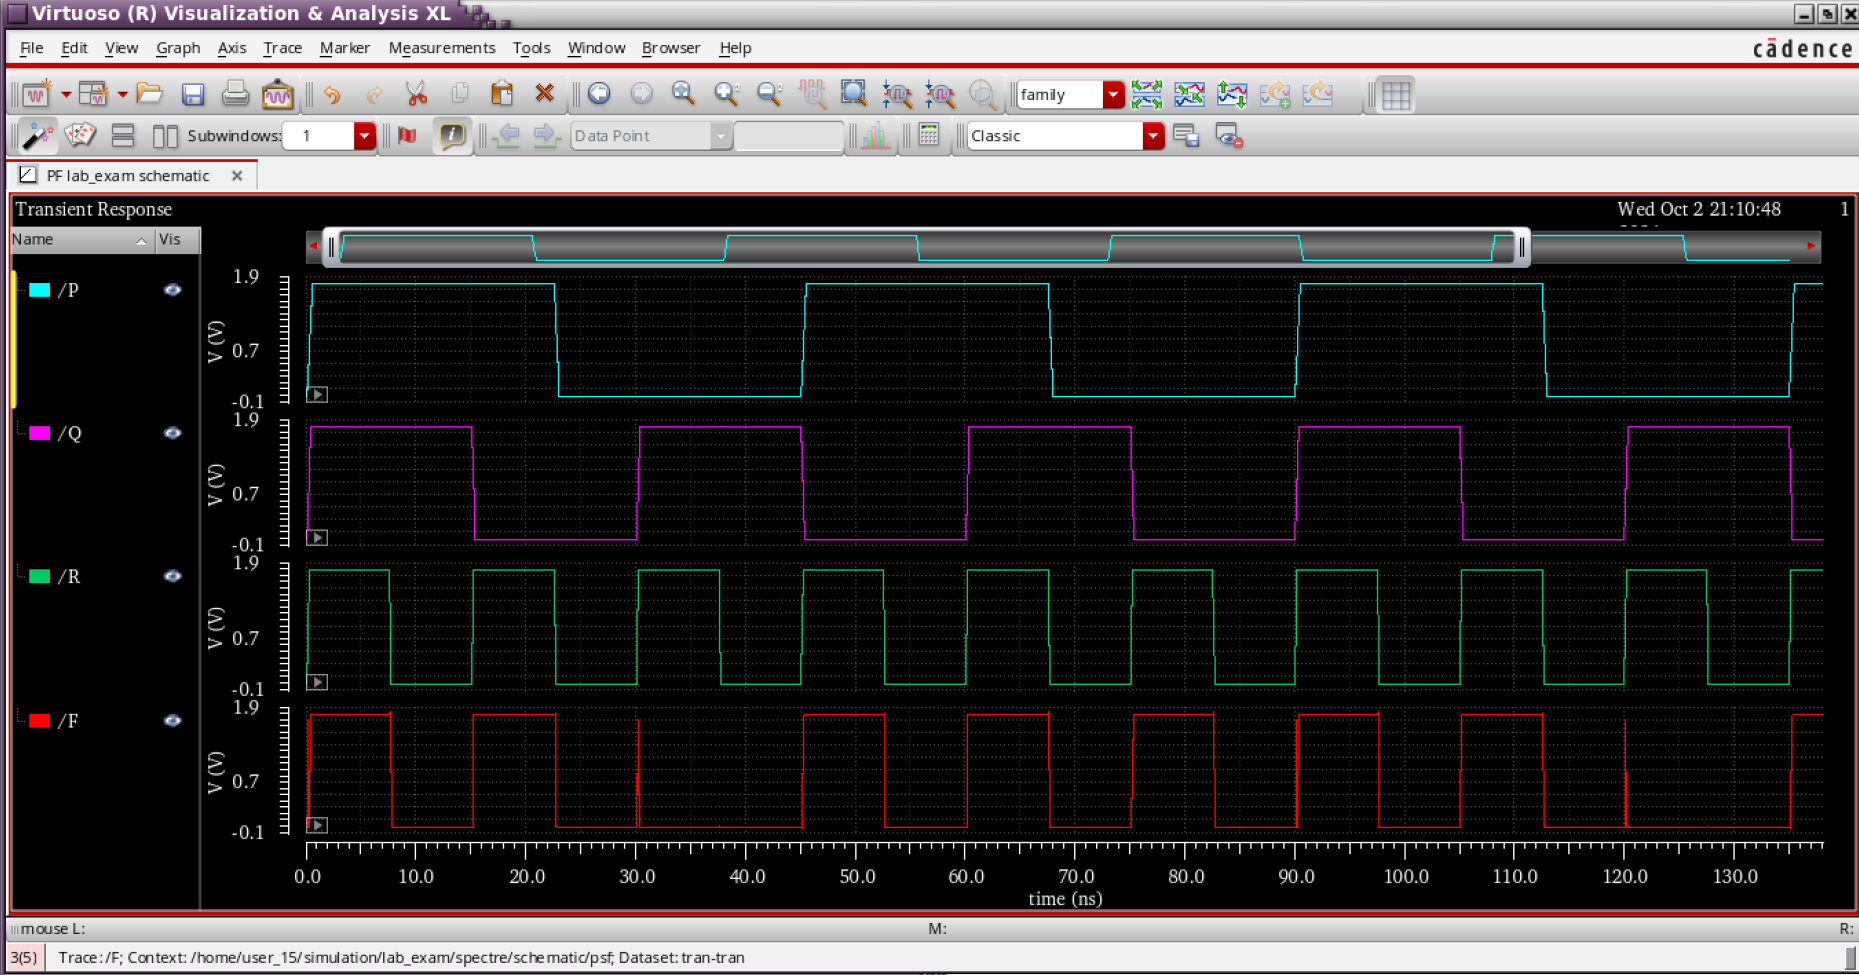 Virtuoso (R) Visualization & Analysis XL
File Edit View Graph Axis Trace Marker Measurements Tools Window Browser Help
cādence
family
Subwindows: 1
Data Point
Classic
PF lab_exam schematic
Transient Response
Wed Oct 2 21:10:48
1
Name Vis
/P
1.9
V (V)
0.7
-0.1
/Q
1.9
V (V)
0.7
-0.1
/R
1.9
V (V)
0.7
-0.1
/F
1.9
V (V)
0.7
-0.1
0.0 10.0 20.0 30.0 40.0 50.0 60.0 70.0 80.0 90.0 100.0 110.0 120.0 130.0
time (ns)
mouse L: M: R:
3(5) Trace: /F; Context: /home/user_15/simulation/lab_exam/spectre/schematic/psf; Dataset: tran-tran